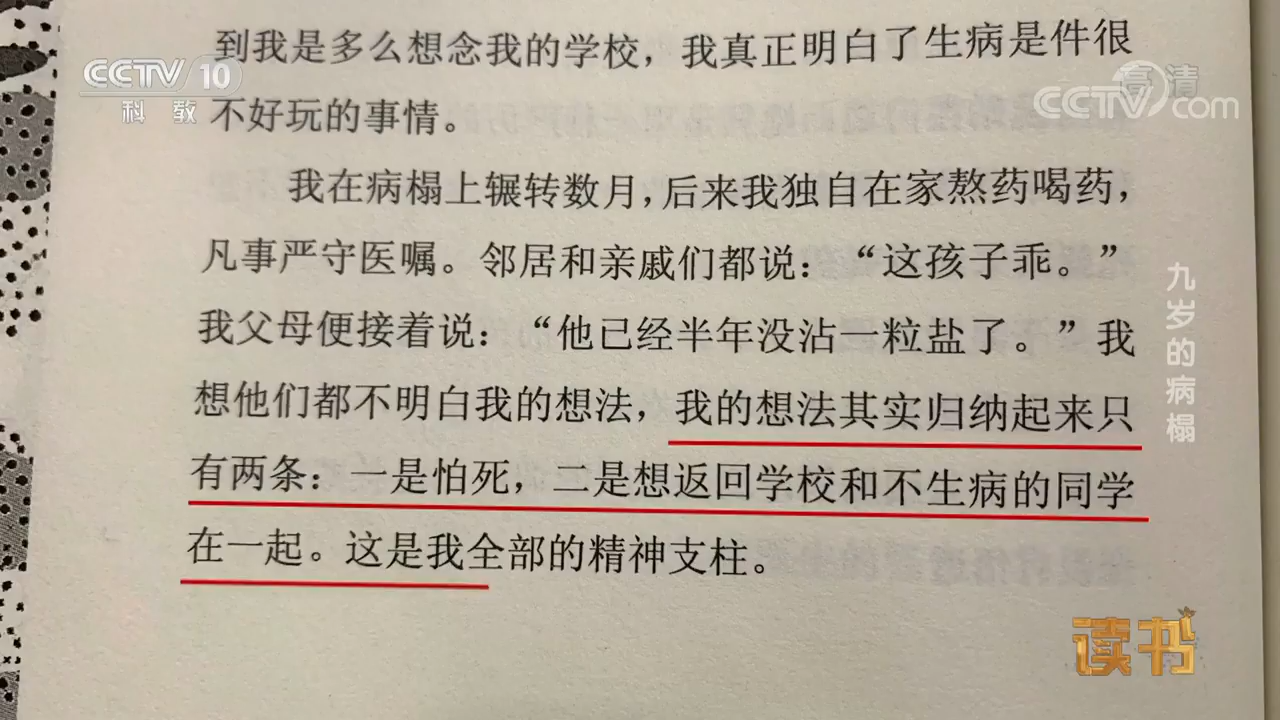 到我是多么想念我的学校，我真正明白了生病是件很
不好玩的事情。
我在病榻上辗转数月，后来我独自在家熬药喝药，
凡事严守医嘱。邻居和亲戚们都说：“这孩子乖。”
我父母便接着说：“他已经半年没沾一粒盐了。”我
想他们都不明白我的想法，我的想法其实归纳起来只
有两条：一是怕死，二是想返回学校和不生病的同学
在一起。这是我全部的精神支柱。
CCTV 10
科教
高清
CCTV.com
九岁的病榻
读书